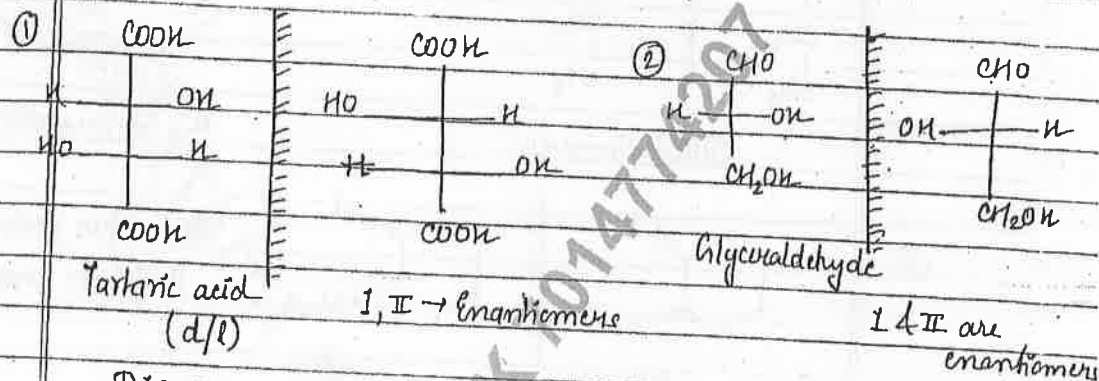 ① COOH COOH ② CHO CHO
H OH HO H H OH OH H
HO H H OH CH₂OH CH₂OH
COOH COOH
Tartaric acid Glyceraldehyde
(d/l) I, II → Enantiomers I & II are
enantiomers